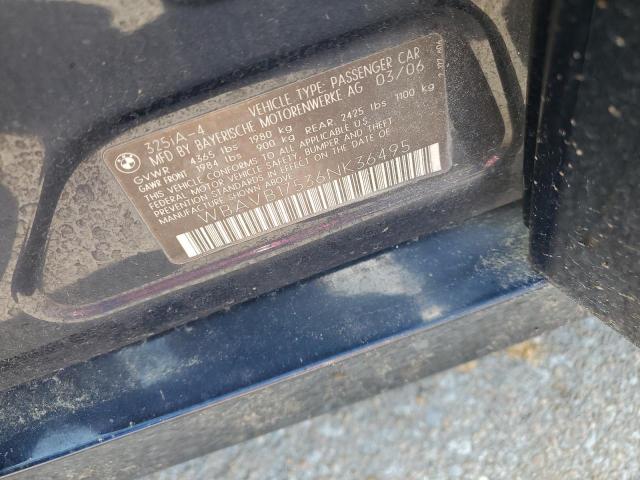 325iA-4 VEHICLE TYPE: PASSENGER CAR
MFD BY BAYERISCHE MOTORENWERKE AG 03/06
GVWR 4365 lbs 1980 kg
GAWR FRONT 1984 lbs 900 kg REAR 2425 lbs 1100 kg
THIS VEHICLE CONFORMS TO ALL APPLICABLE U.S.
FEDERAL MOTOR VEHICLE SAFETY, BUMPER AND THEFT
PREVENTION STANDARDS IN EFFECT ON THE DATE OF
MANUFACTURE SHOWN ABOVE.
WBAVB17536NK36495